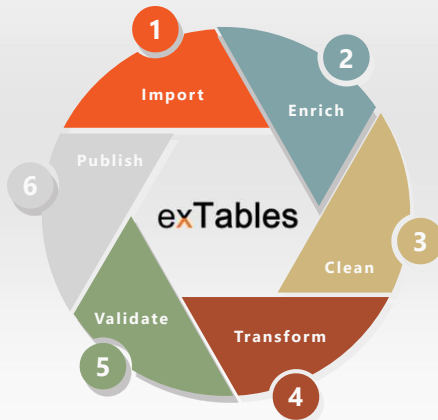 1
Import
2
Enrich
3
Clean
4
Transform
5
Validate
6
Publish
exTables